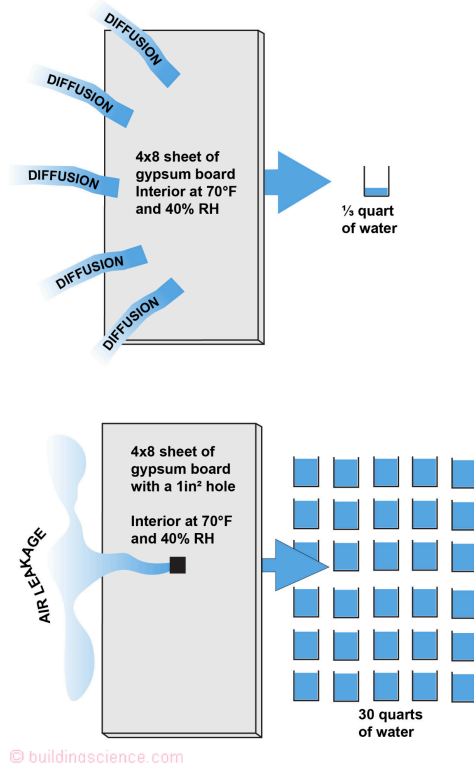 DIFFUSION
DIFFUSION
DIFFUSION
DIFFUSION
DIFFUSION
4x8 sheet of
gypsum board
Interior at 70°F
and 40% RH
⅓ quart
of water
AIR LEAKAGE
4x8 sheet of
gypsum board
with a 1in² hole
Interior at 70°F
and 40% RH
30 quarts
of water
© buildingscience.com